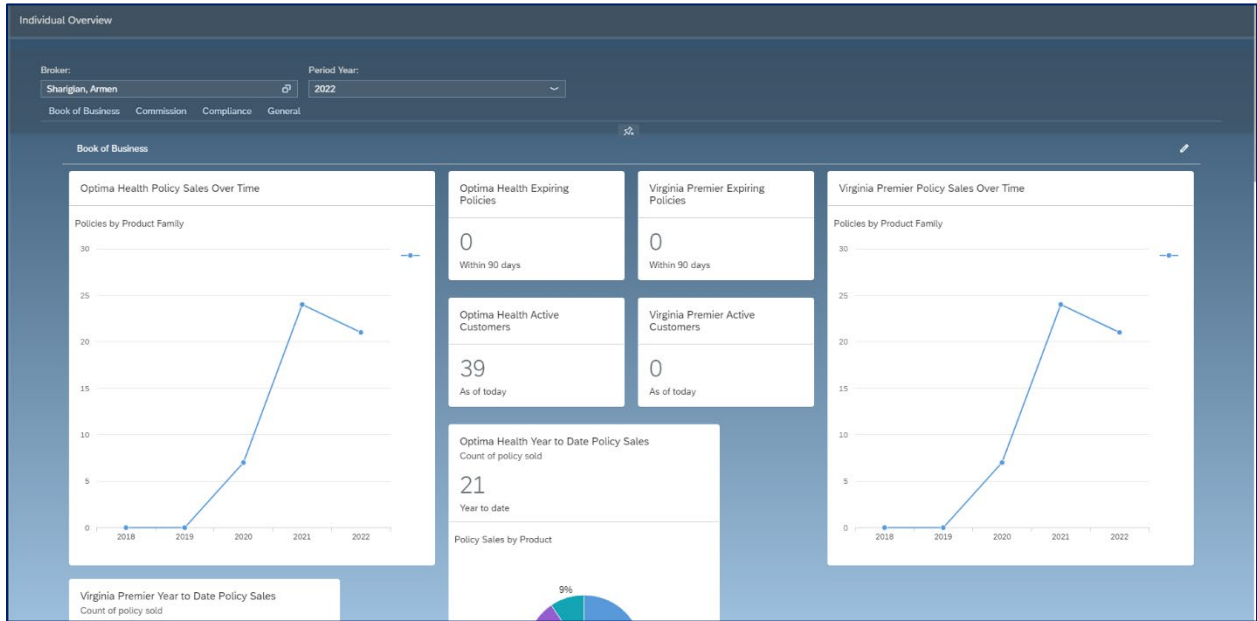 Individual Overview
Broker:
Period Year:
Sharigian, Armen
2022
Book of Business Commission Compliance General
Book of Business
Optima Health Policy Sales Over Time
Policies by Product Family
30
25
20
15
10
5
0
2018 2019 2020 2021 2022
Optima Health Expiring
Policies
0
Within 90 days
Virginia Premier Expiring
Policies
0
Within 90 days
Optima Health Active
Customers
39
As of today
Virginia Premier Active
Customers
0
As of today
Optima Health Year to Date Policy Sales
Count of policy sold
21
Year to date
Policy Sales by Product
9%
Virginia Premier Policy Sales Over Time
Policies by Product Family
30
25
20
15
10
5
0
2018 2019 2020 2021 2022
Virginia Premier Year to Date Policy Sales
Count of policy sold